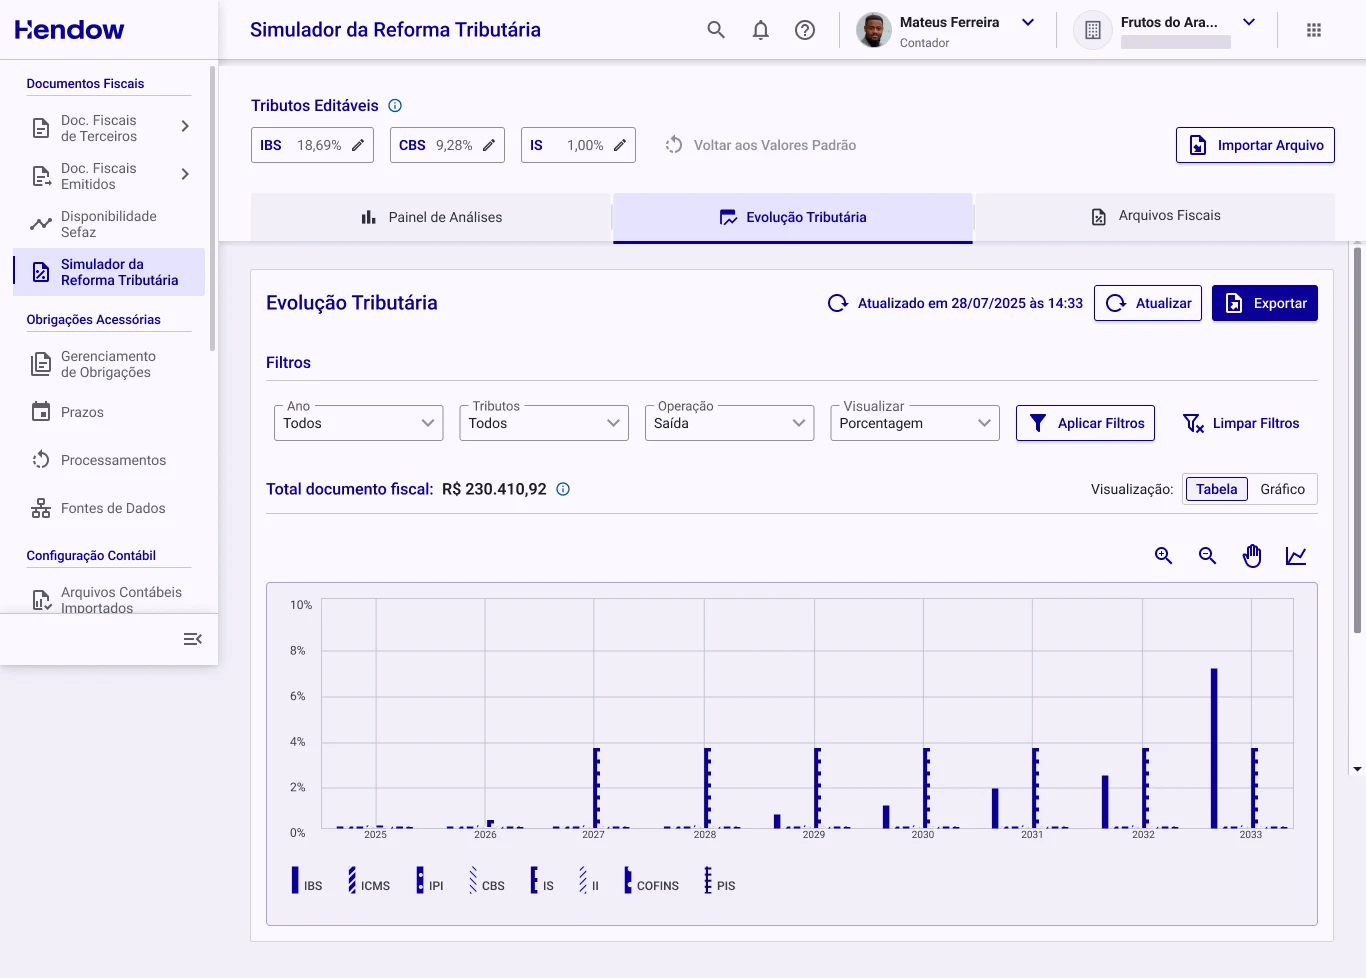 Hendow
Simulador da Reforma Tributária
Mateus Ferreira
Contador
Frutos do Ara...
Documentos Fiscais
Doc. Fiscais
de Terceiros
Doc. Fiscais
Emitidos
Disponibilidade
Sefaz
Simulador da
Reforma Tributária
Obrigações Acessórias
Gerenciamento
de Obrigações
Prazos
Processamentos
Fontes de Dados
Configuração Contábil
Arquivos Contábeis
Importados
Tributos Editáveis
IBS 18,69%
CBS 9,28%
IS 1,00%
Voltar aos Valores Padrão
Importar Arquivo
Painel de Análises
Evolução Tributária
Arquivos Fiscais
Evolução Tributária
Atualizado em 28/07/2025 às 14:33
Atualizar
Exportar
Filtros
Ano
Todos
Tributos
Todos
Operação
Saída
Visualizar
Porcentagem
Aplicar Filtros
Limpar Filtros
Total documento fiscal: R$ 230.410,92
Visualização:
Tabela
Gráfico
10%
8%
6%
4%
2%
0%
2025
2026
2027
2028
2029
2030
2031
2032
2033
IBS
ICMS
IPI
CBS
IS
II
COFINS
PIS